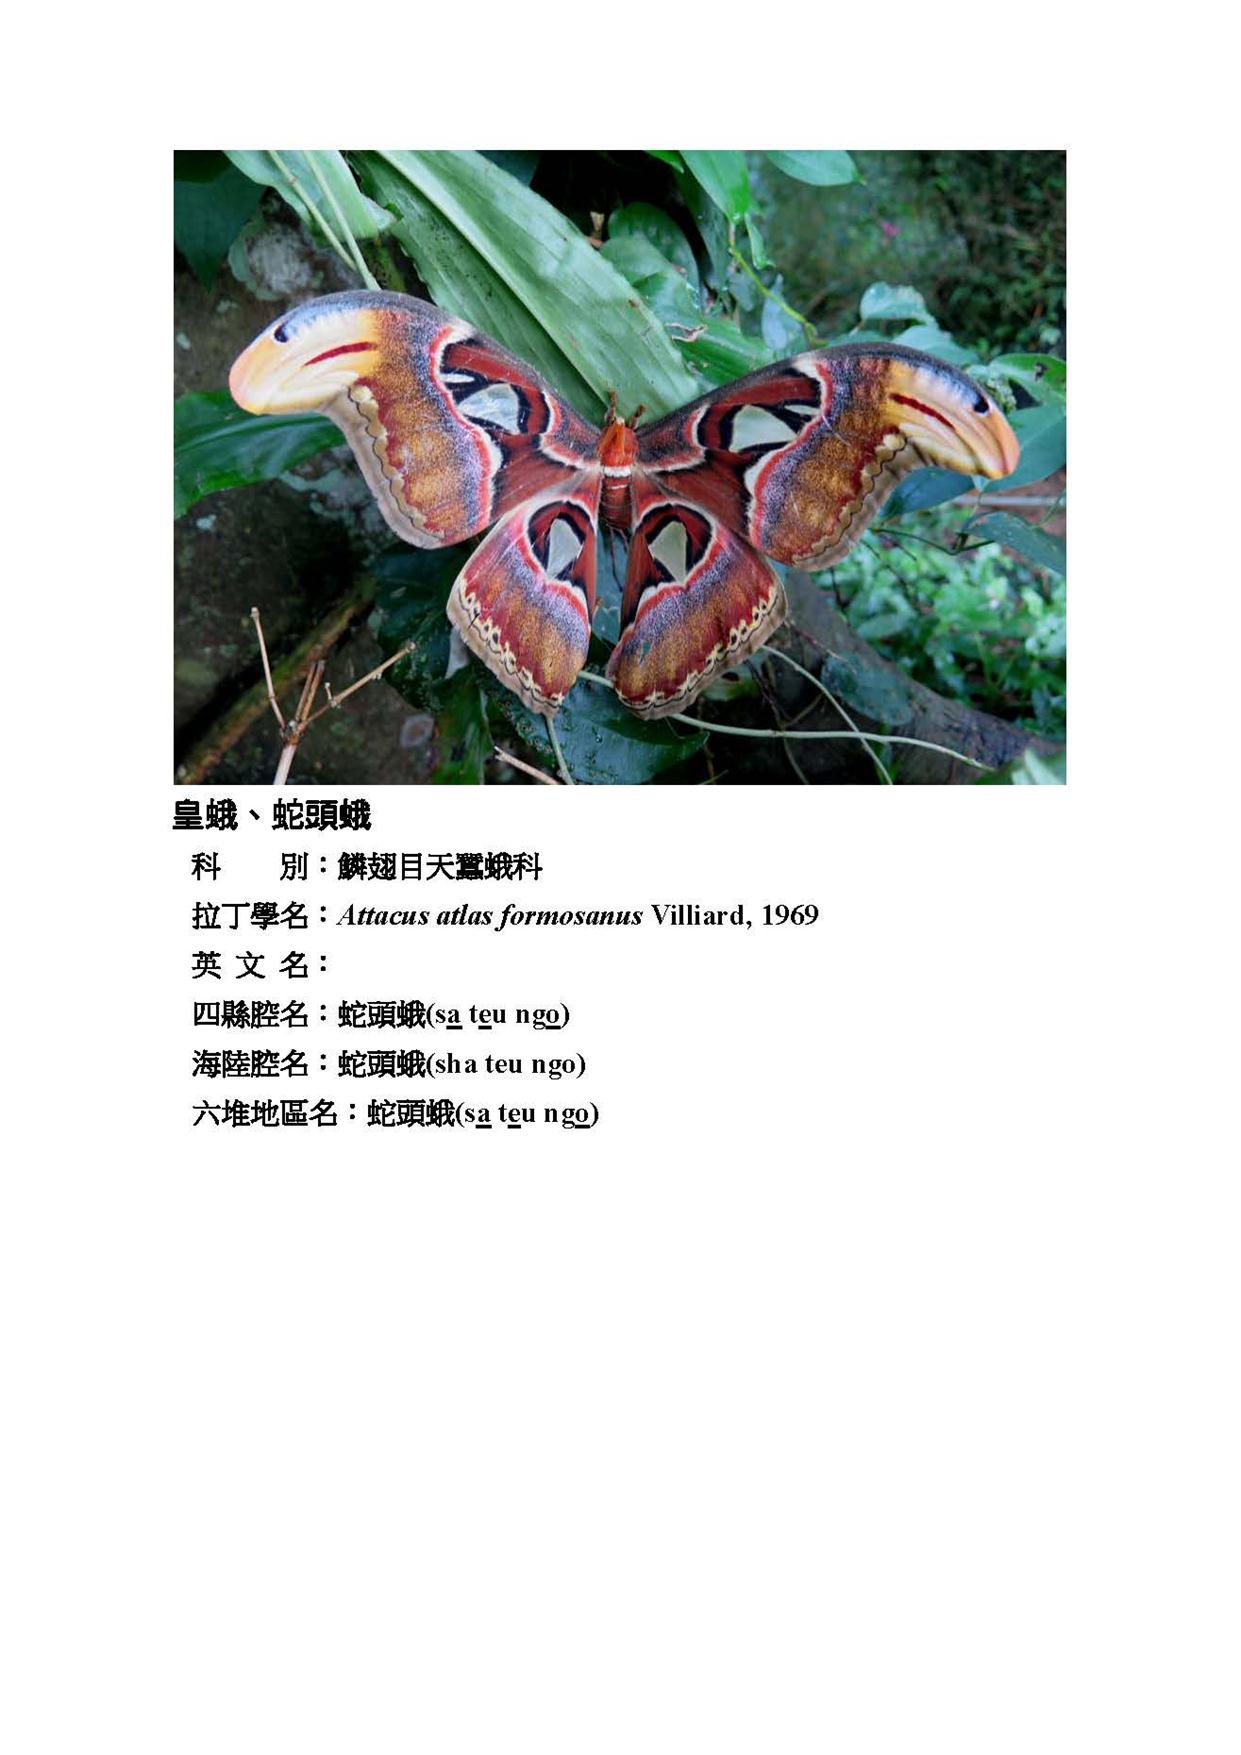 皇蛾、蛇頭蛾
科　　別：鱗翅目天蠶蛾科
拉丁學名：Attacus atlas formosanus Villiard, 1969
英 文 名：
四縣腔名：蛇頭蛾(sa teu ngo)
海陸腔名：蛇頭蛾(sha teu ngo)
六堆地區名：蛇頭蛾(sa teu ngo)